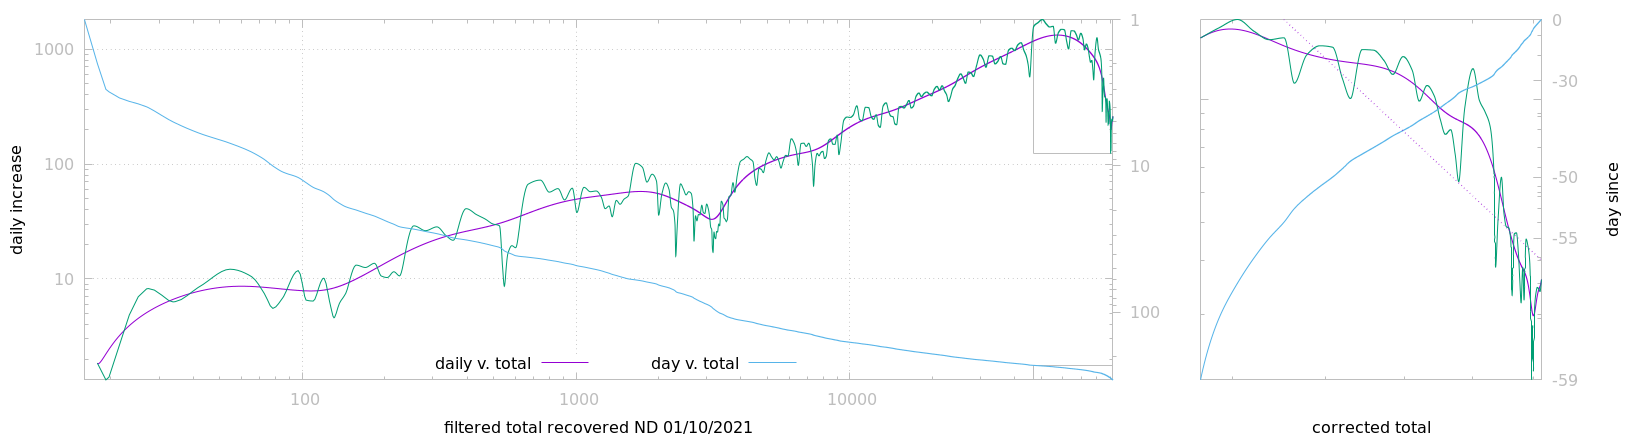 1000
100
10
daily increase
100
1000
10000
filtered total recovered ND 01/10/2021
daily v. total
day v. total
1
10
100
0
-30
-50
-55
-59
day since
corrected total